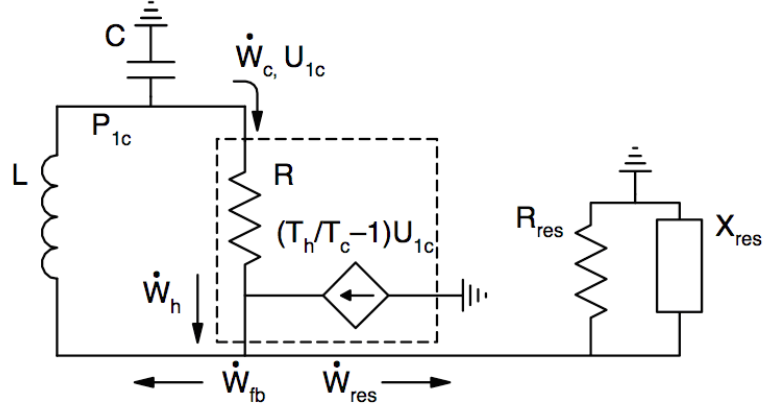 C
Ẇc, U1c
P1c
L
R
Rres
Xres
(Th/Tc−1)U1c
Ẇh
Ẇfb
Ẇres